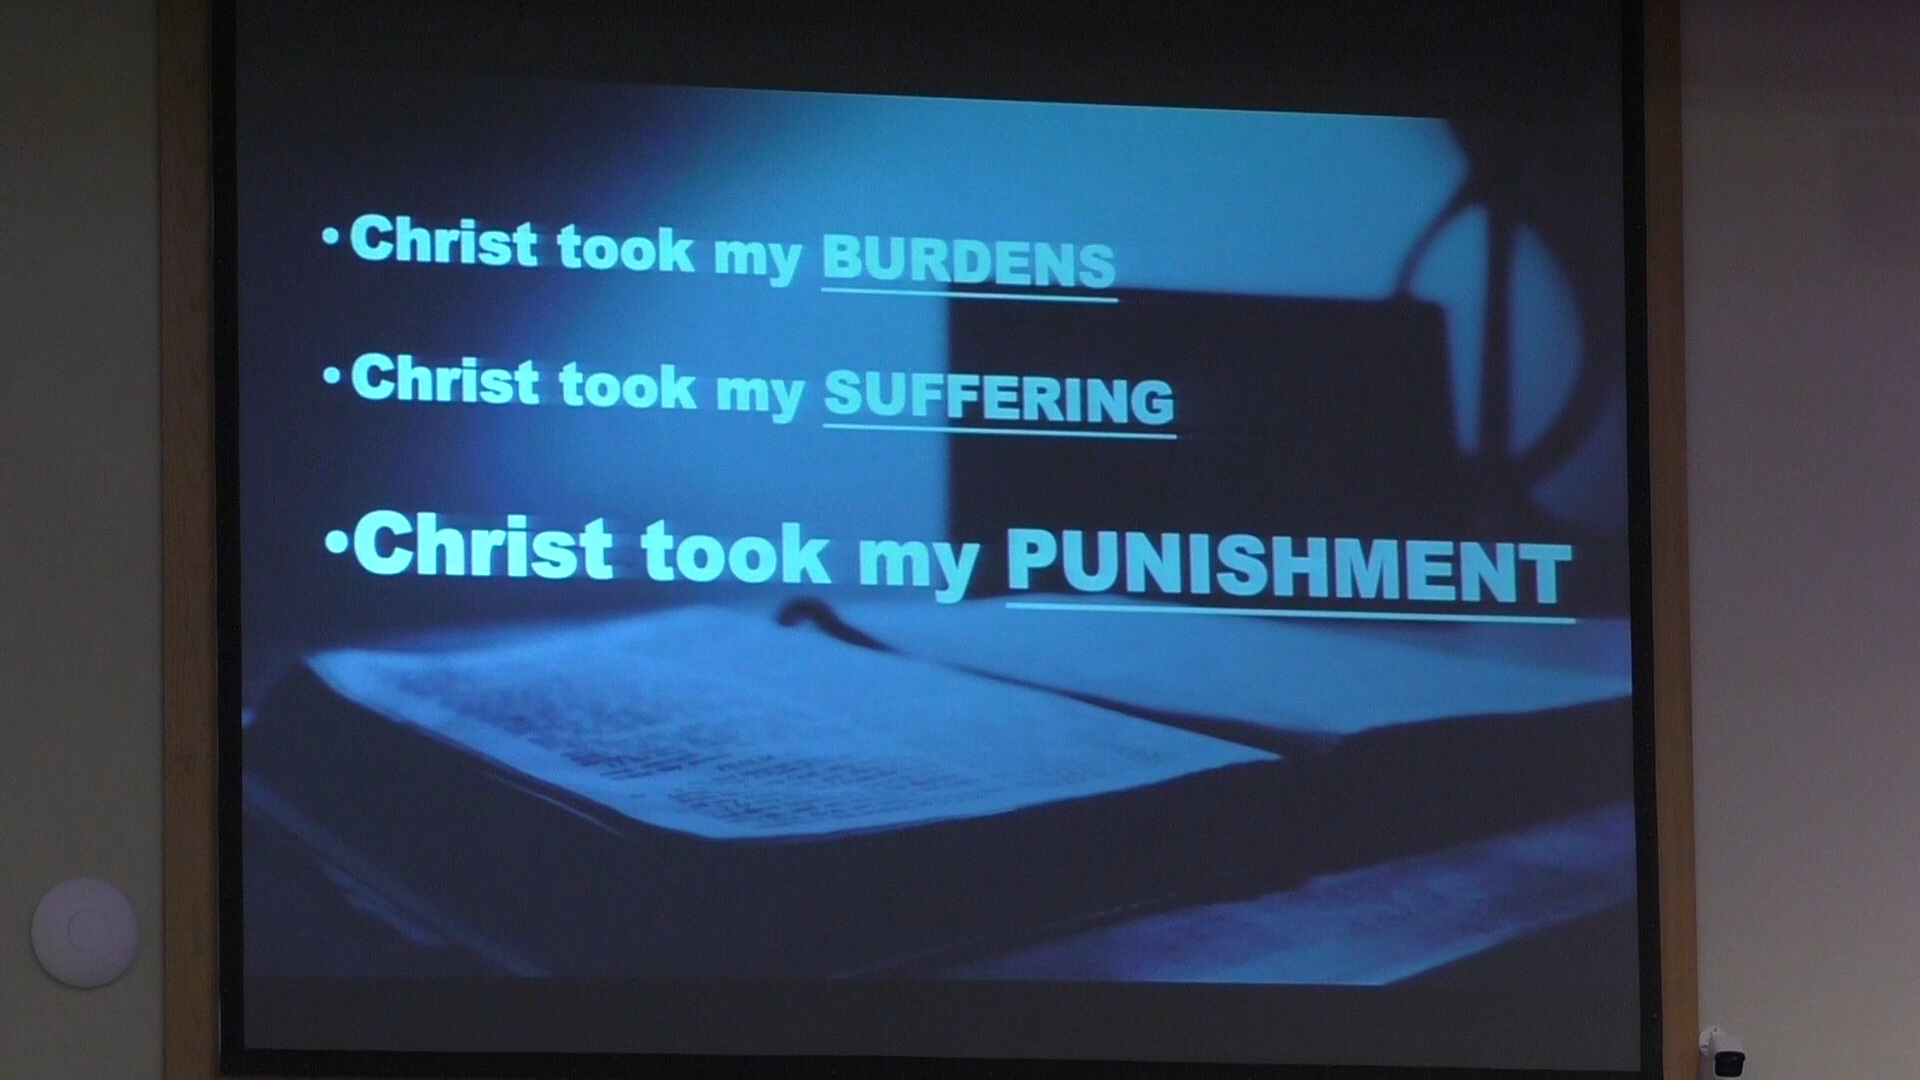 • Christ took my BURDENS
• Christ took my SUFFERING
• Christ took my PUNISHMENT